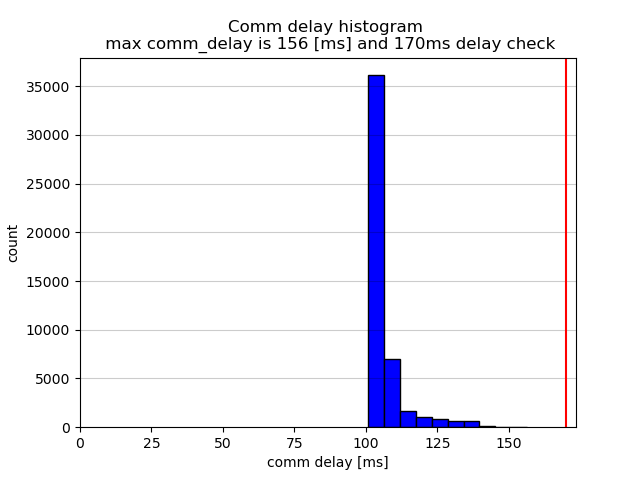 Comm delay histogram
max comm_delay is 156 [ms] and 170ms delay check
35000
30000
25000
20000
15000
10000
5000
0
count
0 25 50 75 100 125 150
comm delay [ms]